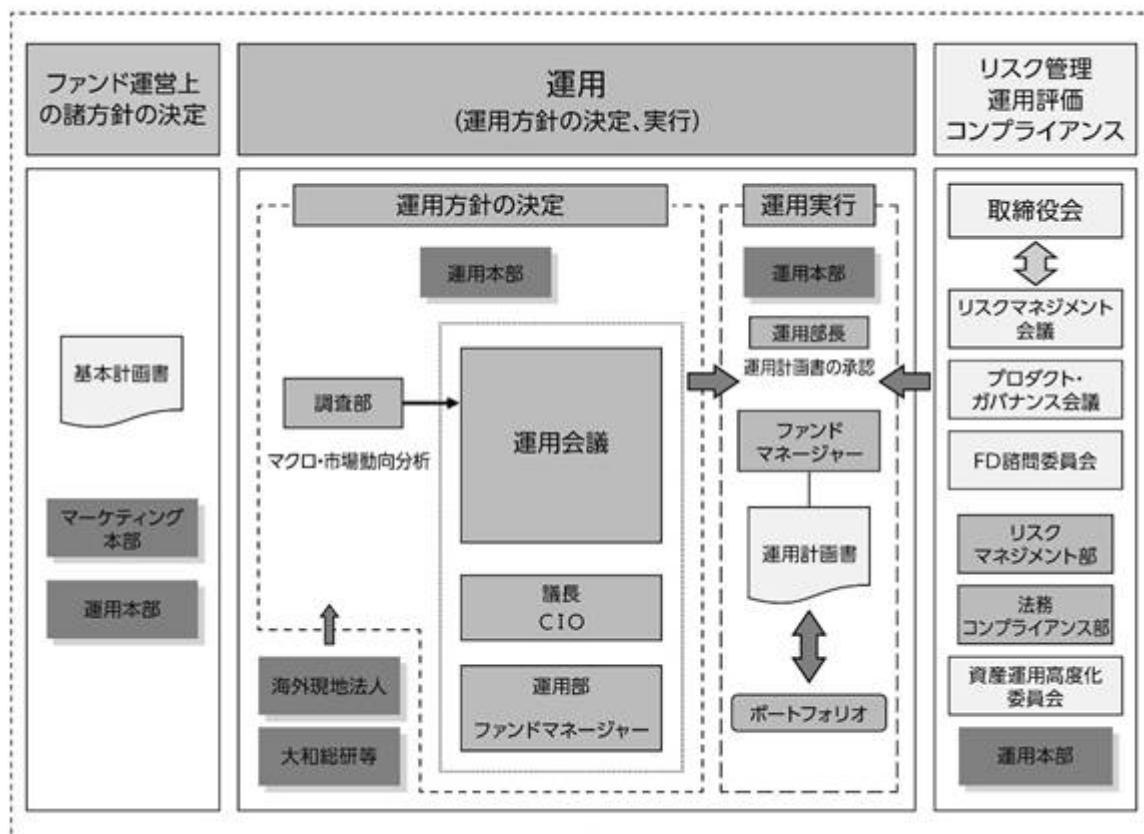 ファンド運営上
の諸方針の決定
運用
(運用方針の決定、実行)
リスク管理
運用評価
コンプライアンス
基本計画書
マーケティング
本部
運用本部
運用方針の決定
運用本部
調査部
マクロ・市場動向分析
運用会議
議長
CIO
運用部
ファンドマネージャー
海外現地法人
大和総研等
運用実行
運用本部
運用部長
運用計画書の承認
ファンド
マネージャー
運用計画書
ポートフォリオ
取締役会
リスクマネジメント
会議
プロダクト・
ガバナンス会議
FD諮問委員会
リスク
マネジメント部
法務
コンプライアンス部
資産運用高度化
委員会
運用本部